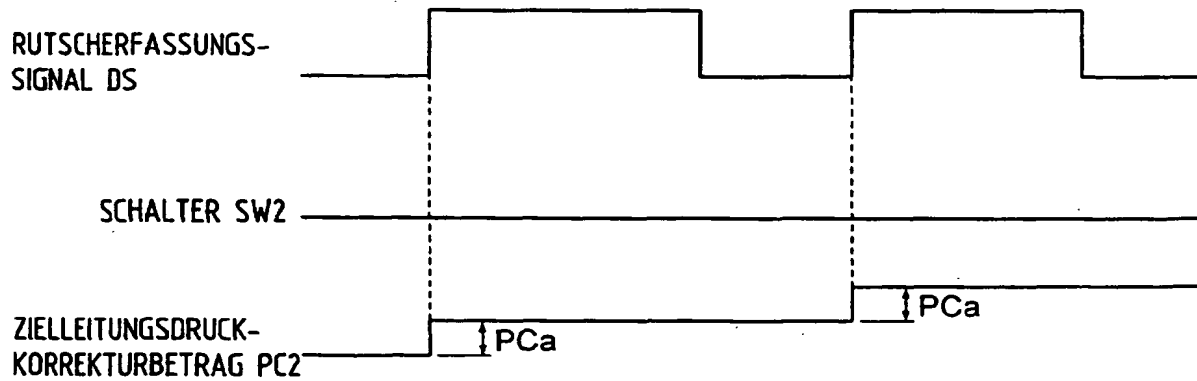 RUTSCHERFASSUNGS-
SIGNAL DS
SCHALTER SW2
PCa
PCa
ZIELLEITUNGSDRUCK-
KORREKTURBETRAG PC2